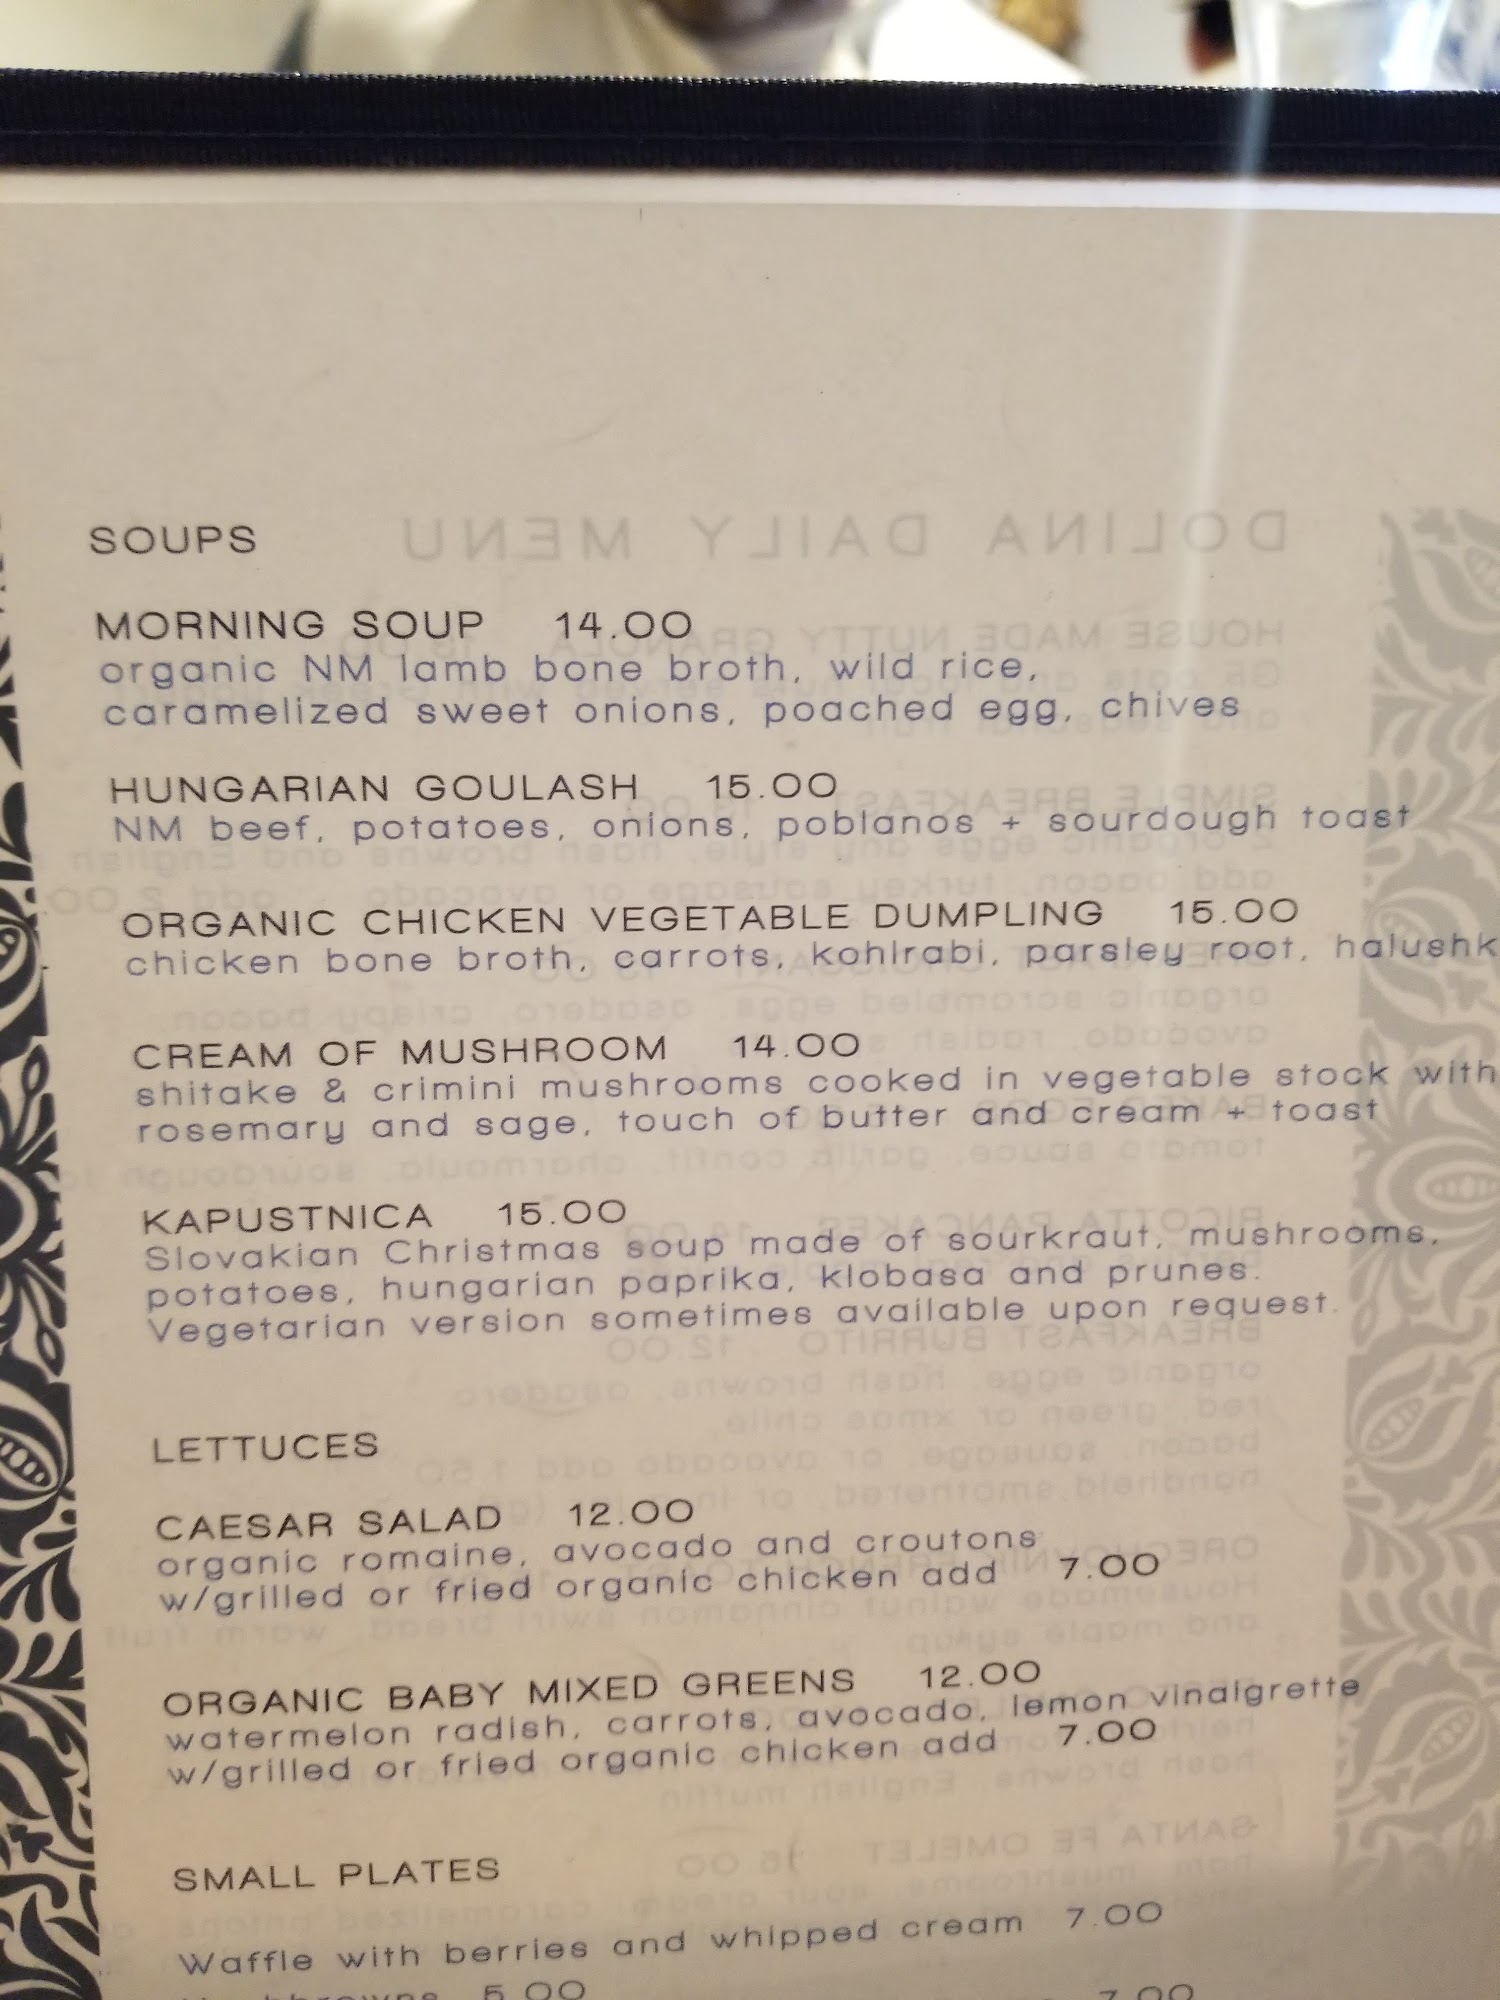 SOUPS
MORNING SOUP 14.00
organic NM lamb bone broth, wild rice,
caramelized sweet onions, poached egg, chives
HUNGARIAN GOULASH 15.00
NM beef, potatoes, onions, poblanos + sourdough toast
ORGANIC CHICKEN VEGETABLE DUMPLING 15.00
chicken bone broth, carrots, kohlrabi, parsley root, halushk
CREAM OF MUSHROOM 14.00
shitake & crimini mushrooms cooked in vegetable stock with
rosemary and sage, touch of butter and cream + toast
KAPUSTNICA 15.00
Slovakian Christmas soup made of sourkraut, mushrooms,
potatoes, hungarian paprika, klobasa and prunes.
Vegetarian version sometimes available upon request.
LETTUCES
CAESAR SALAD 12.00
organic romaine, avocado and croutons
w/grilled or fried organic chicken add 7.00
ORGANIC BABY MIXED GREENS 12.00
watermelon radish, carrots, avocado, lemon vinaigrette
w/grilled or fried organic chicken add 7.00
SMALL PLATES
Waffle with berries and whipped cream 7.00
5.00 7.00